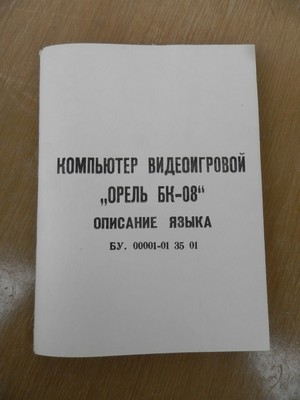 КОМПЬЮТЕР ВИДЕОИГРОВОЙ
„ОРЕЛЬ БК-08“
ОПИСАНИЕ ЯЗЫКА
БУ. 00001-01 35 01